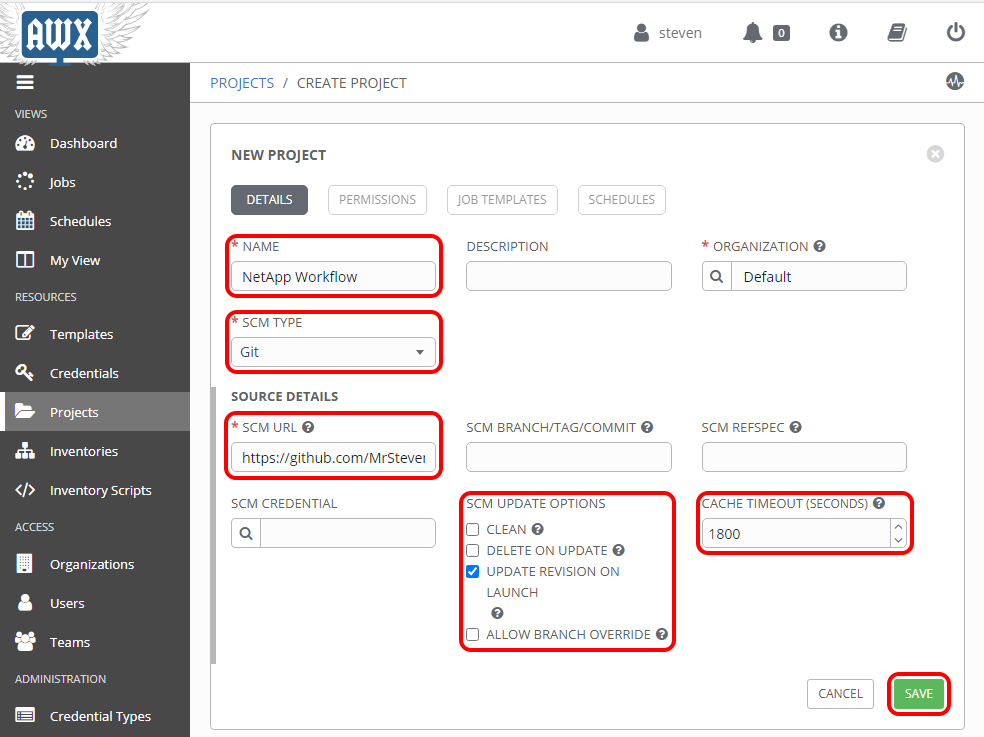 AWX
steven
0
PROJECTS / CREATE PROJECT
VIEWS
Dashboard
Jobs
Schedules
My View
RESOURCES
Templates
Credentials
Projects
Inventories
Inventory Scripts
ACCESS
Organizations
Users
Teams
ADMINISTRATION
Credential Types
NEW PROJECT
DETAILS PERMISSIONS JOB TEMPLATES SCHEDULES
* NAME DESCRIPTION * ORGANIZATION
NetApp Workflow Default
* SCM TYPE
Git
SOURCE DETAILS
* SCM URL SCM BRANCH/TAG/COMMIT SCM REFSPEC
https://github.com/MrSteve
SCM CREDENTIAL SCM UPDATE OPTIONS CACHE TIMEOUT (SECONDS)
CLEAN
1800
DELETE ON UPDATE
UPDATE REVISION ON
LAUNCH
ALLOW BRANCH OVERRIDE
CANCEL SAVE